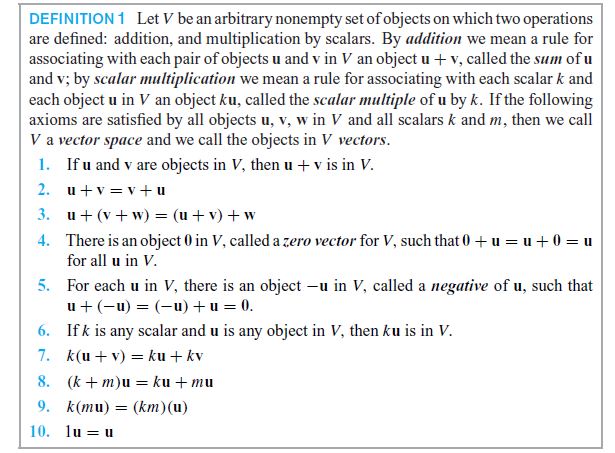 DEFINITION 1 Let V be an arbitrary nonempty set of objects on which two operations
are defined: addition, and multiplication by scalars. By addition we mean a rule for
associating with each pair of objects u and v in V an object u + v, called the sum of u
and v; by scalar multiplication we mean a rule for associating with each scalar k and
each object u in V an object ku, called the scalar multiple of u by k. If the following
axioms are satisfied by all objects u, v, w in V and all scalars k and m, then we call
V a vector space and we call the objects in V vectors.
1. If u and v are objects in V, then u + v is in V.
2. u + v = v + u
3. u + (v + w) = (u + v) + w
4. There is an object 0 in V, called a zero vector for V, such that 0 + u = u + 0 = u
for all u in V.
5. For each u in V, there is an object −u in V, called a negative of u, such that
u + (−u) = (−u) + u = 0.
6. If k is any scalar and u is any object in V, then ku is in V.
7. k(u + v) = ku + kv
8. (k + m)u = ku + mu
9. k(mu) = (km)(u)
10. 1u = u